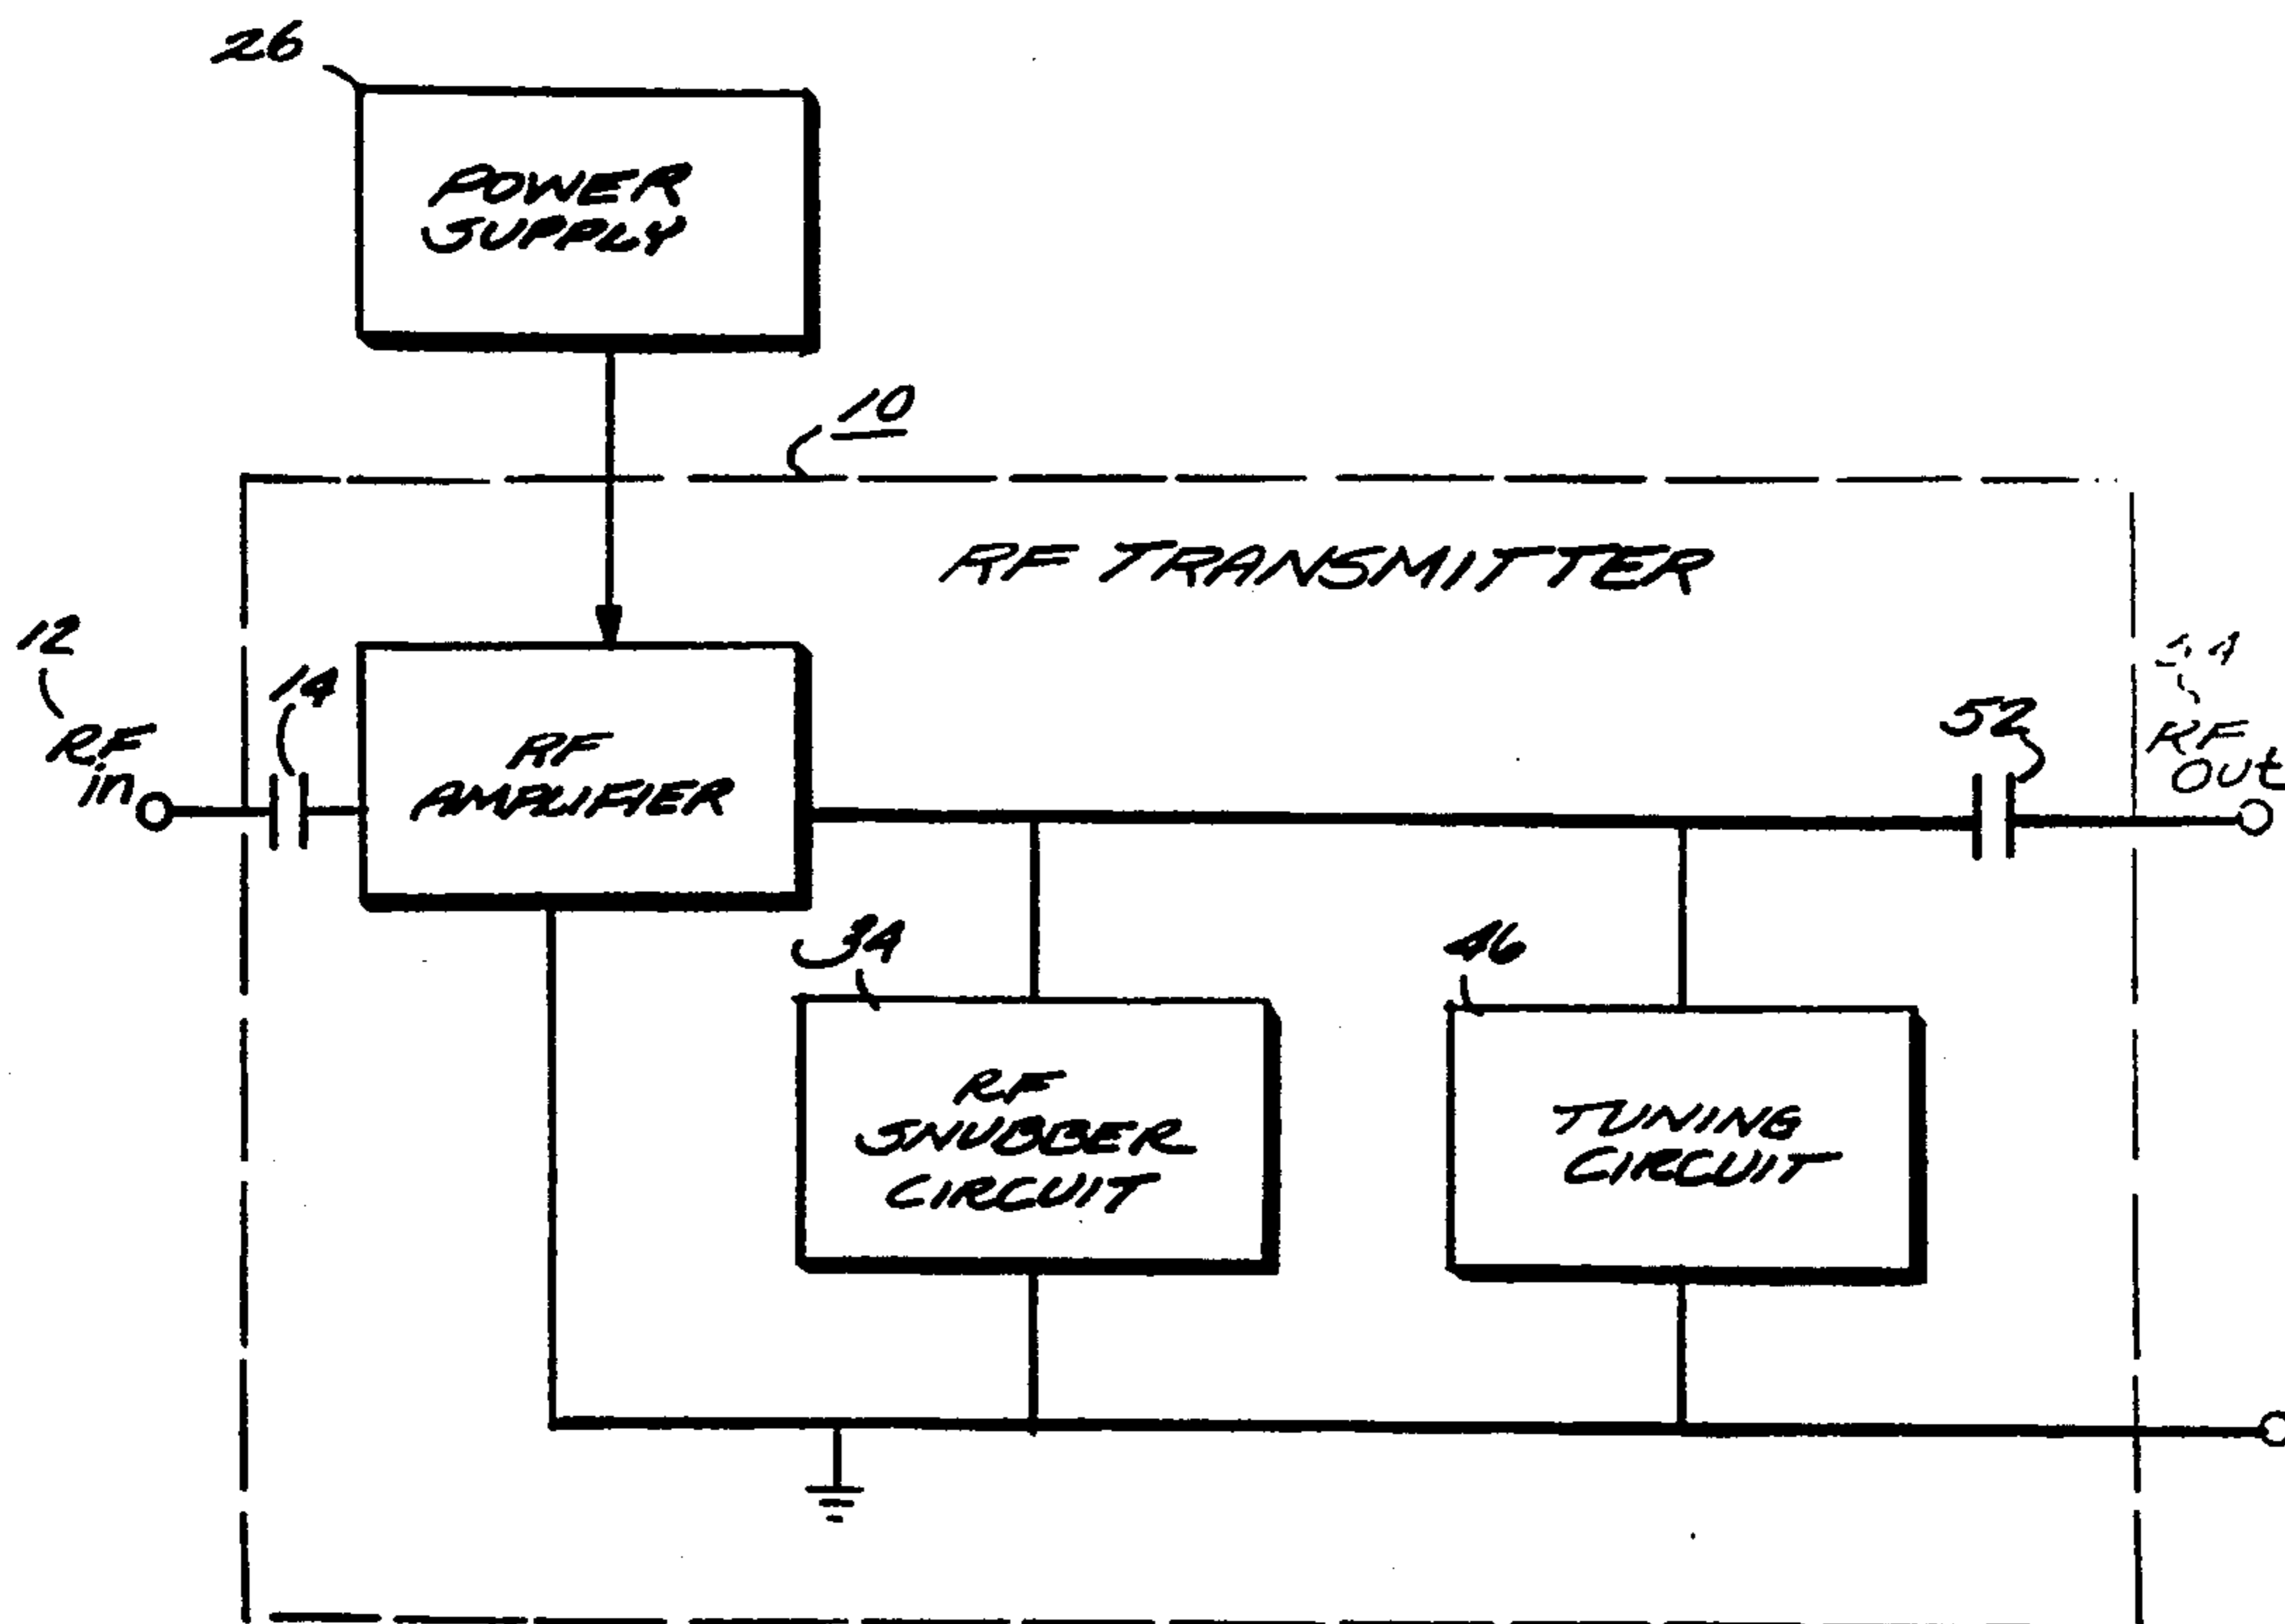 26
POWER
SUPPLY
10
RF TRANSMITTER
12
RF
in
14
RF
AMPLIFIER
52
54
RF
OUT
34
RF
SNUBBER
CIRCUIT
46
TUNING
CIRCUIT